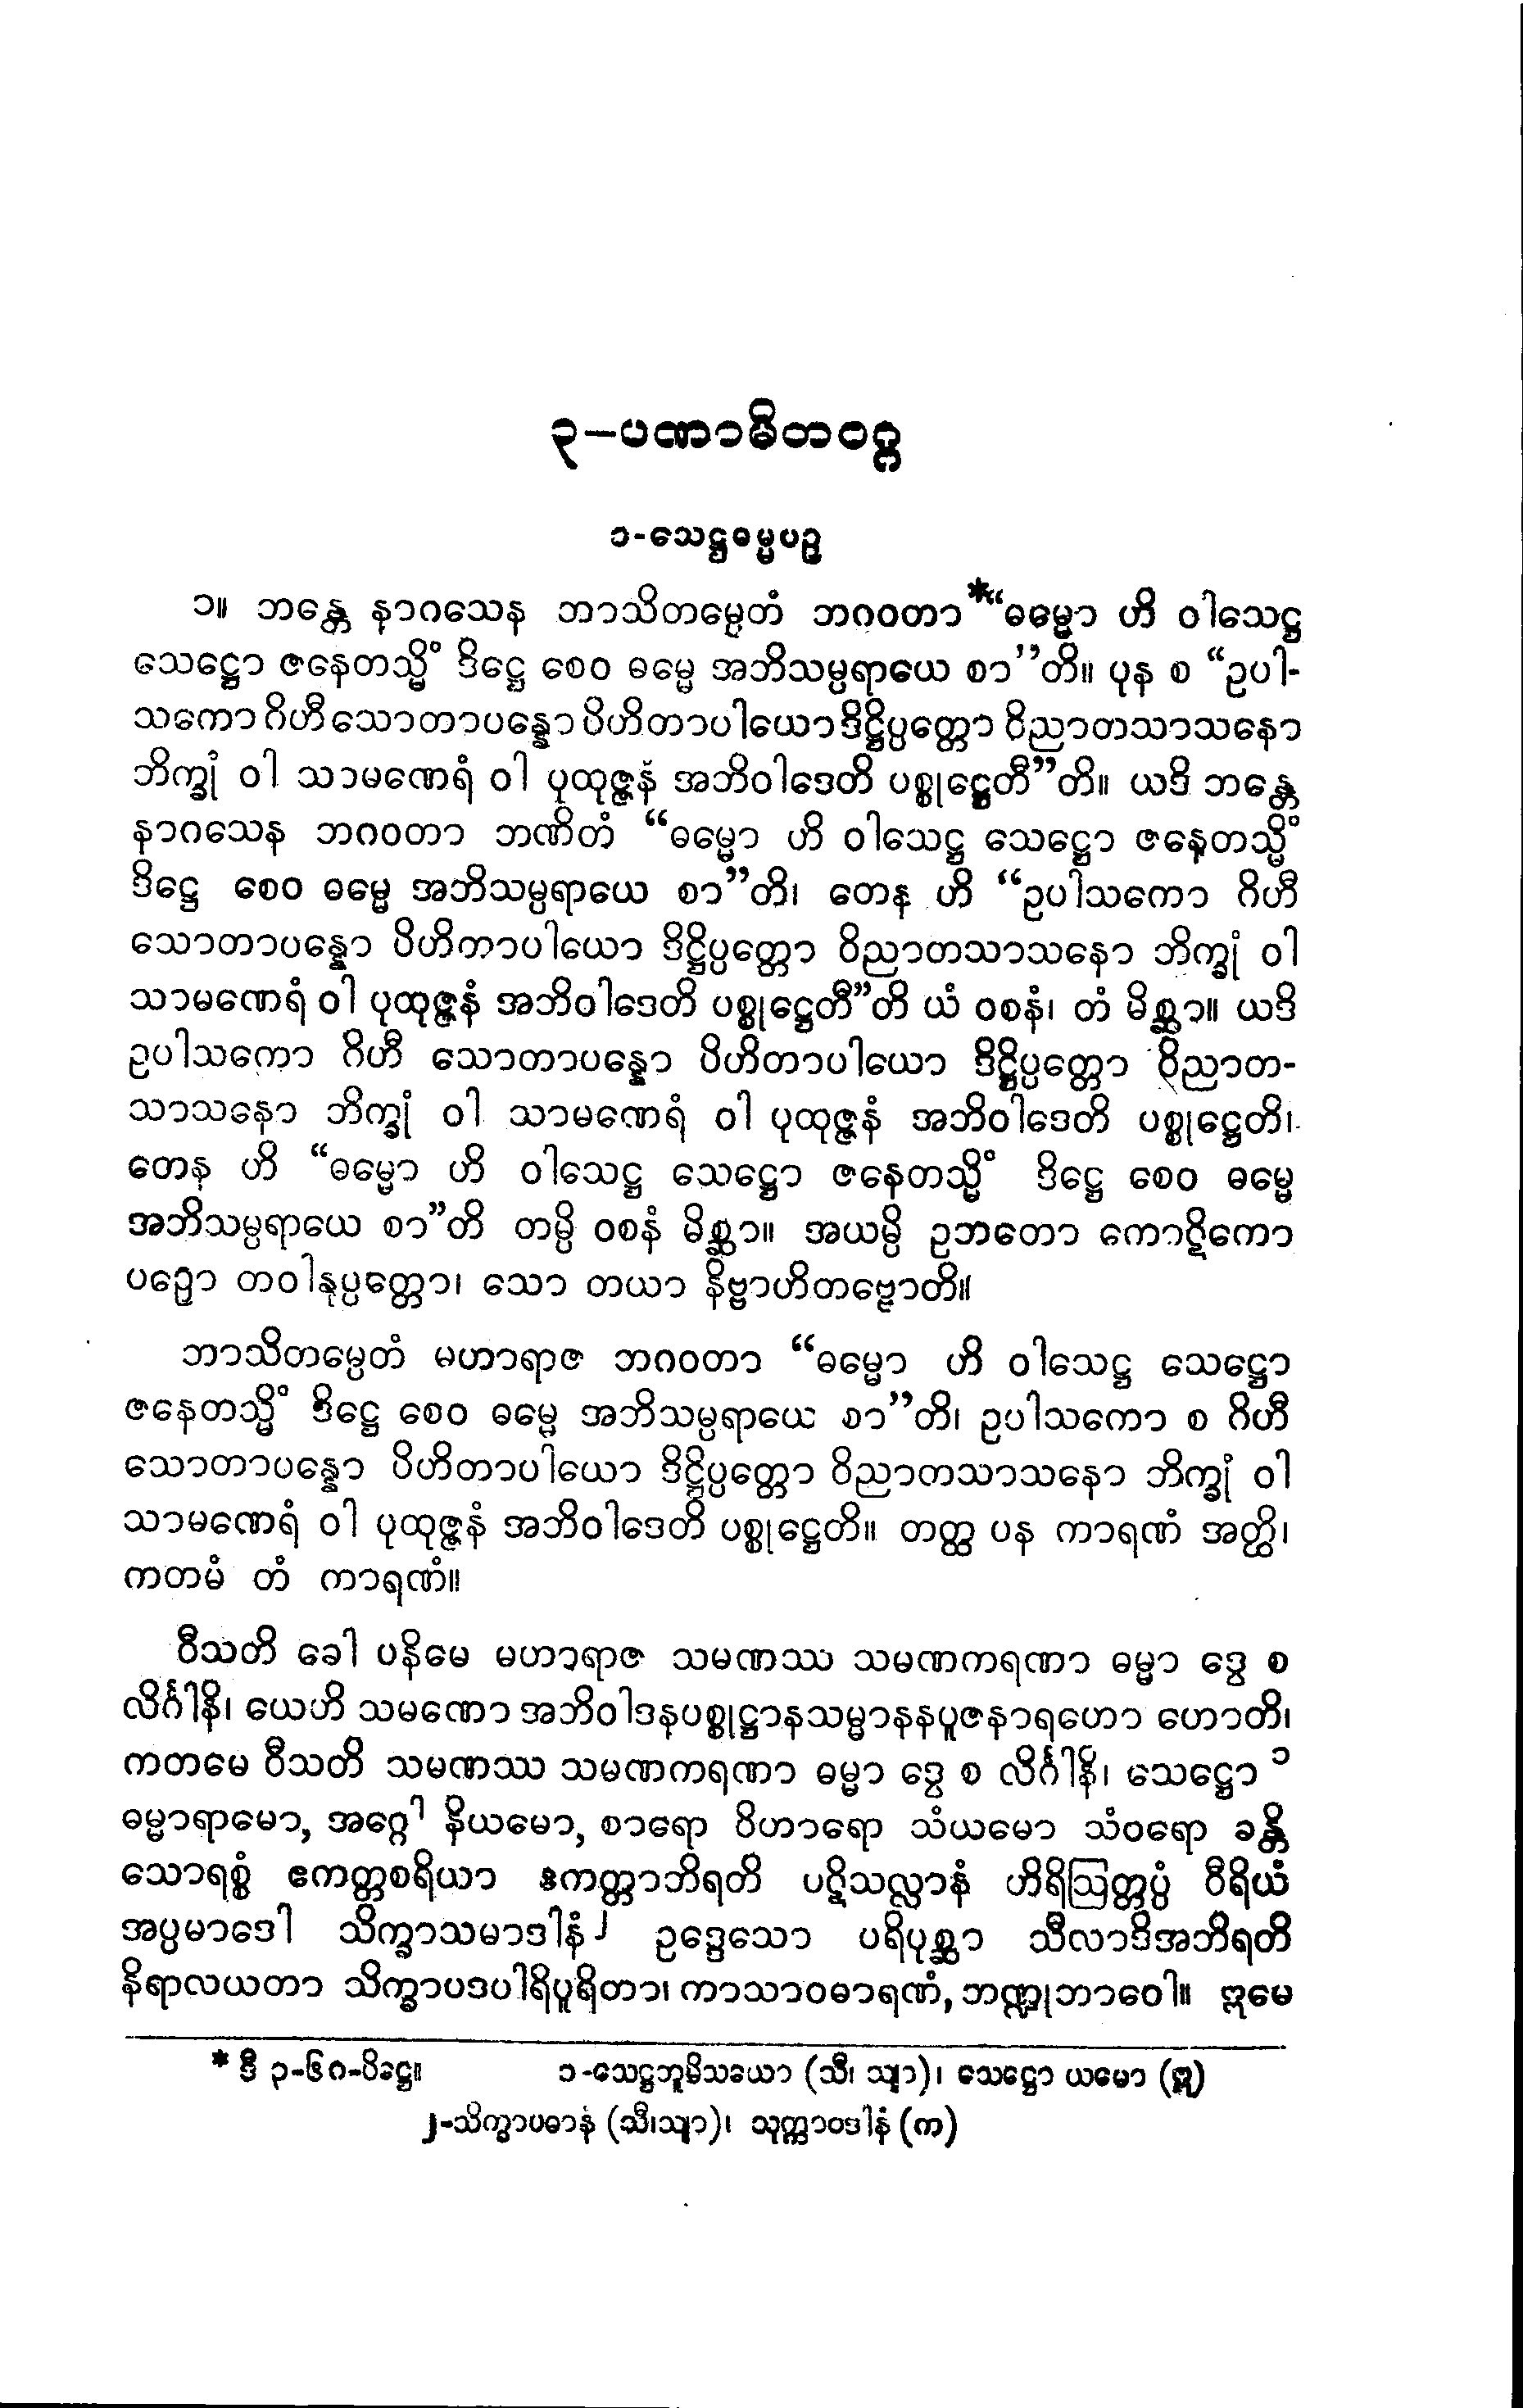 ၃–ပဏာမိတဝဂ္ဂ
၁-သေဋ္ဌဓမ္မပဉှ
၁။ ဘန္တေ နာဂသေန ဘာသိတမ္ပေတံ ဘဂဝတာ*“ဓမ္မော ဟိ ဝါသေဋ္ဌ
သေဋ္ဌော ဇနေတသ္မိံ ဒိဋ္ဌေ စေဝ ဓမ္မေ အဘိသမ္ပရာယေ စာ”တိ။ ပုန စ “ဥပါ-
သကော ဂိဟီ သောတာပန္နော ပိဟိတာပါယော ဒိဋ္ဌိပ္ပတ္တော ဝိညာတသာသနော
ဘိက္ခုံ ဝါ သာမဏေရံ ဝါ ပုထုဇ္ဇနံ အဘိဝါဒေတိ ပစ္စုဋ္ဌေတီ”တိ။ ယဒိ ဘန္တေ
နာဂသေန ဘဂဝတာ ဘဏိတံ “ဓမ္မော ဟိ ဝါသေဋ္ဌ သေဋ္ဌော ဇနေတသ္မိံ
ဒိဋ္ဌေ စေဝ ဓမ္မေ အဘိသမ္ပရာယေ စာ”တိ၊ တေန ဟိ “ဥပါသကော ဂိဟီ
သောတာပန္နော ပိဟိတာပါယော ဒိဋ္ဌိပ္ပတ္တော ဝိညာတသာသနော ဘိက္ခုံ ဝါ
သာမဏေရံ ဝါ ပုထုဇ္ဇနံ အဘိဝါဒေတိ ပစ္စုဋ္ဌေတီ”တိ ယံ ဝစနံ၊ တံ မိစ္ဆာ။ ယဒိ
ဥပါသကော ဂိဟီ သောတာပန္နော ပိဟိတာပါယော ဒိဋ္ဌိပ္ပတ္တော ဝိညာတ-
သာသနော ဘိက္ခုံ ဝါ သာမဏေရံ ဝါ ပုထုဇ္ဇနံ အဘိဝါဒေတိ ပစ္စုဋ္ဌေတိ၊
တေန ဟိ “ဓမ္မော ဟိ ဝါသေဋ္ဌ သေဋ္ဌော ဇနေတသ္မိံ ဒိဋ္ဌေ စေဝ ဓမ္မေ
အဘိသမ္ပရာယေ စာ”တိ တမ္ပိ ဝစနံ မိစ္ဆာ။ အယမ္ပိ ဥဘတော ကောဋိကော
ပဉှော တဝါနုပ္ပတ္တော၊ သော တယာ နိဗ္ဗာဟိတဗ္ဗောတိ။
ဘာသိတမ္ပေတံ မဟာရာဇ ဘဂဝတာ “ဓမ္မော ဟိ ဝါသေဋ္ဌ သေဋ္ဌော
ဇနေတသ္မိံ ဒိဋ္ဌေ စေဝ ဓမ္မေ အဘိသမ္ပရာယေ စာ”တိ၊ ဥပါသကော စ ဂိဟီ
သောတာပန္နော ပိဟိတာပါယော ဒိဋ္ဌိပ္ပတ္တော ဝိညာတသာသနော ဘိက္ခုံ ဝါ
သာမဏေရံ ဝါ ပုထုဇ္ဇနံ အဘိဝါဒေတိ ပစ္စုဋ္ဌေတိ။ တတ္ထ ပန ကာရဏံ အတ္ထိ၊
ကတမံ တံ ကာရဏံ။
ဝီသတိ ခေါ ပနိမေ မဟာရာဇ သမဏဿ သမဏကရဏာ ဓမ္မာ ဒွေ စ
လိင်္ဂါနိ၊ ယေဟိ သမဏော အဘိဝါဒနပစ္စုဋ္ဌာနသမ္မာနနပူဇနာရဟော ဟောတိ၊
ကတမေ ဝီသတိ သမဏဿ သမဏကရဏာ ဓမ္မာ ဒွေ စ လိင်္ဂါနိ၊ သေဋ္ဌော ၁
ဓမ္မာရာမော, အဂ္ဂေါ နိယမော, စာရော ဝိဟာရော သံယမော သံဝရော ခန္တိ
သောရစ္စံ ဧကတ္တစရိယာ ဧကတ္တာဘိရတိ ပဋိသလ္လာနံ ဟိရိဩတ္တပ္ပံ ဝီရိယံ
အပ္ပမာဒေါ သိက္ခာသမာဒါနံ ၂ ဥဒ္ဒေသော ပရိပုစ္ဆာ သီလာဒိအဘိရတိ
နိရာလယတာ သိက္ခာပဒပါရိပူရိတာ၊ ကာသာဝဓာရဏံ, ဘဏ္ဍုဘာဝေါ။ ဣမေ
* ဒီ ၃-၆၈-ပိဋ္ဌေ။ ၁-သေဋ္ဌဘူမိသယော (သီ၊ သျာ)၊ သေဋ္ဌော ယမော (ဣ)
၂-သိက္ခာပဓာနံ (သီ၊သျာ)၊ သုက္ကာဝဒါနံ (က)